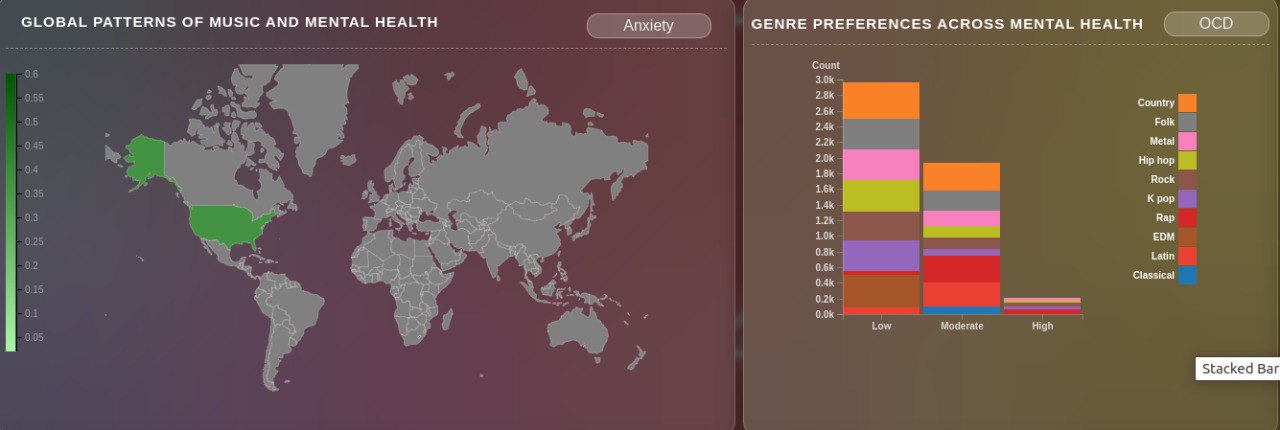 GLOBAL PATTERNS OF MUSIC AND MENTAL HEALTH
Anxiety
0.6
0.55
0.5
0.45
0.4
0.35
0.3
0.25
0.2
0.15
0.1
0.05
GENRE PREFERENCES ACROSS MENTAL HEALTH
OCD
Count
3.0k
2.8k
2.6k
2.4k
2.2k
2.0k
1.8k
1.6k
1.4k
1.2k
1.0k
0.8k
0.6k
0.4k
0.2k
0.0k
Low Moderate High
Country
Folk
Metal
Hip hop
Rock
K pop
Rap
EDM
Latin
Classical
Stacked Bar